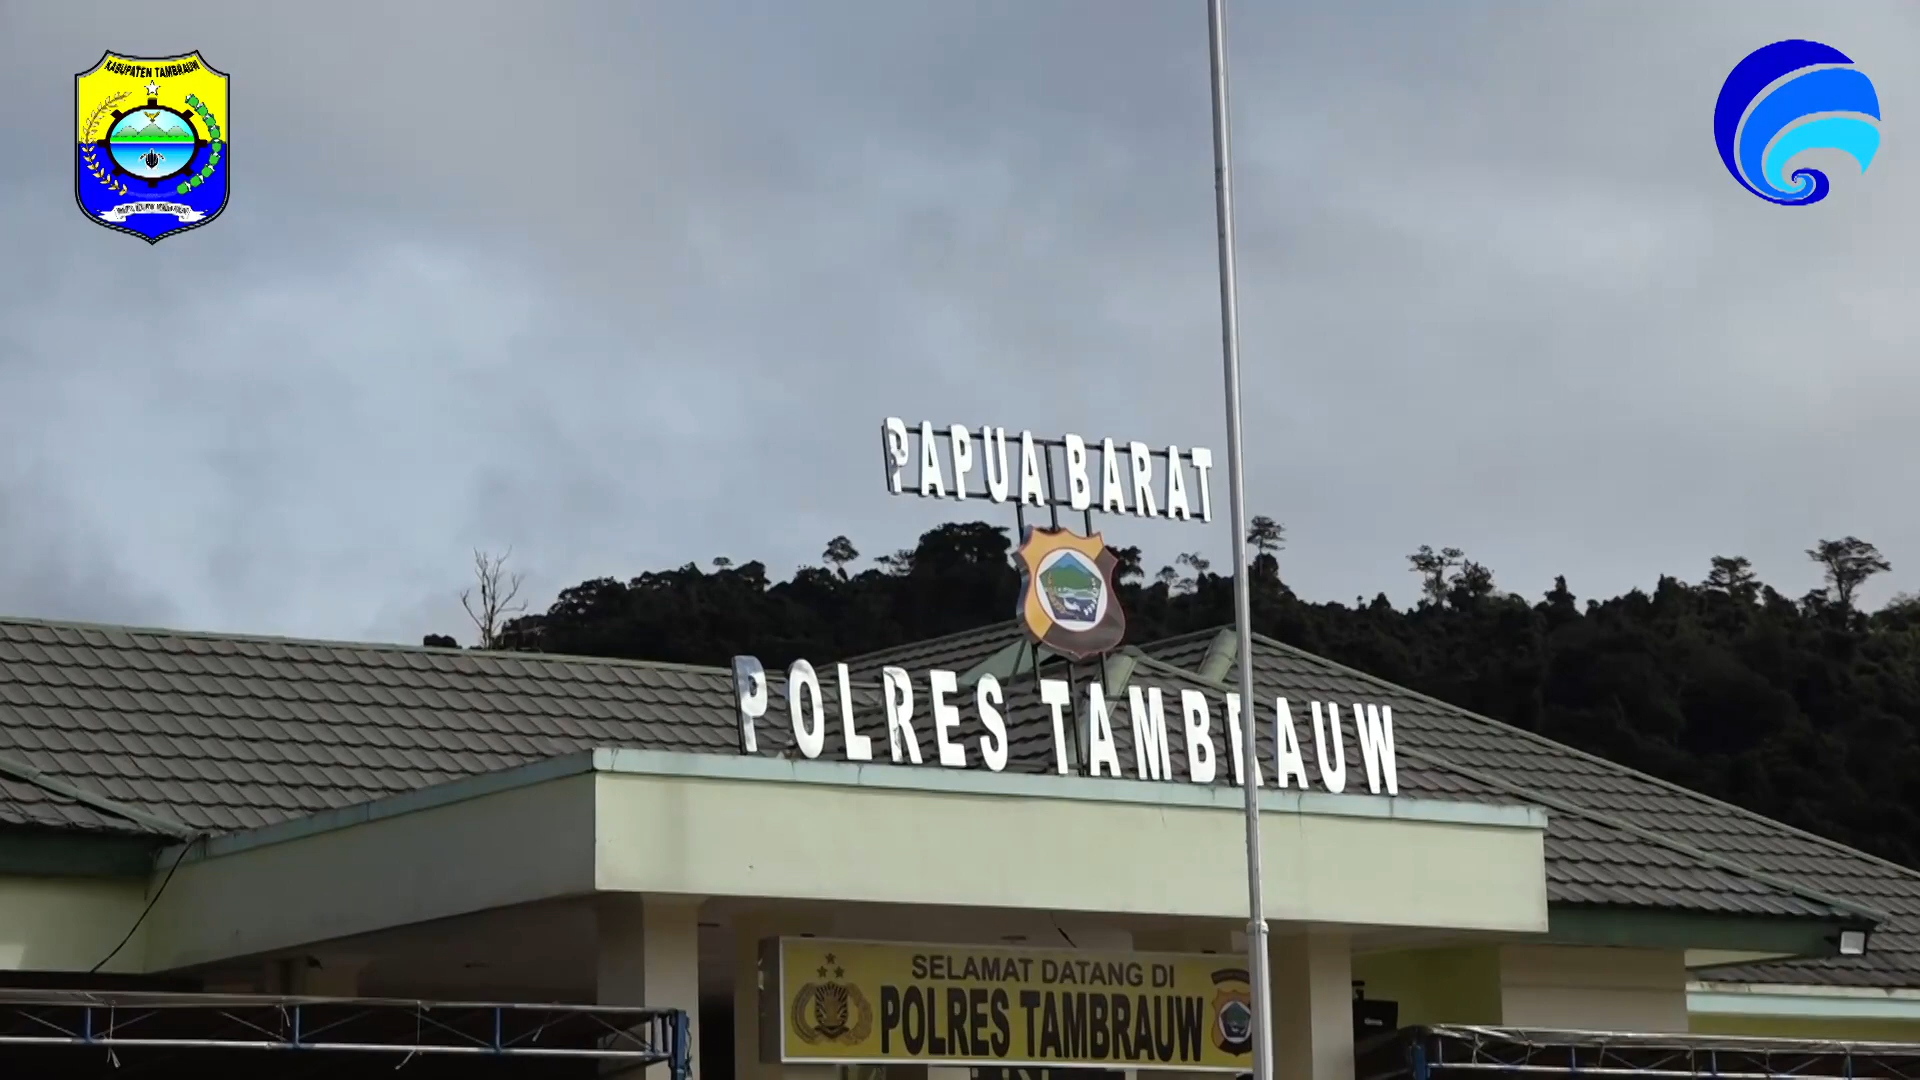 KABUPATEN TAMBRAUW
PAPUA BARAT
POLRES TAMBRAUW
SELAMAT DATANG DI
POLRES TAMBRAUW